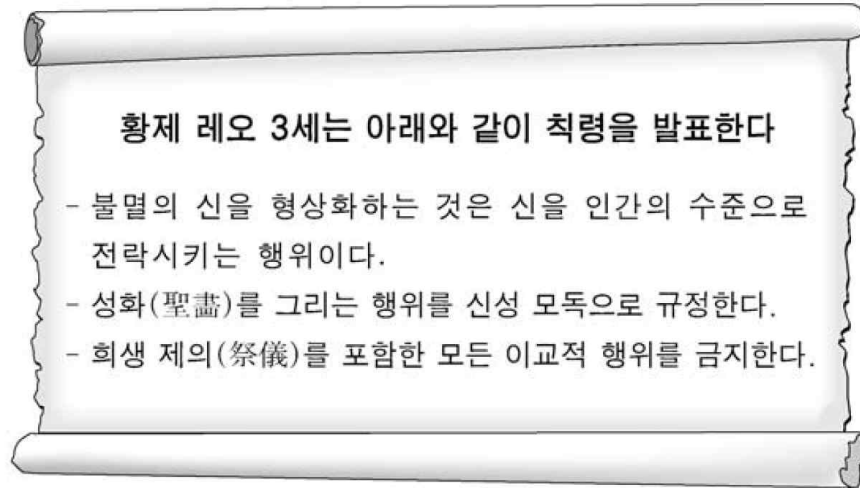 황제 레오 3세는 아래와 같이 칙령을 발표한다
- 불멸의 신을 형상화하는 것은 신을 인간의 수준으로
전락시키는 행위이다.
- 성화(聖畵)를 그리는 행위를 신성 모독으로 규정한다.
- 희생 제의(祭儀)를 포함한 모든 이교적 행위를 금지한다.